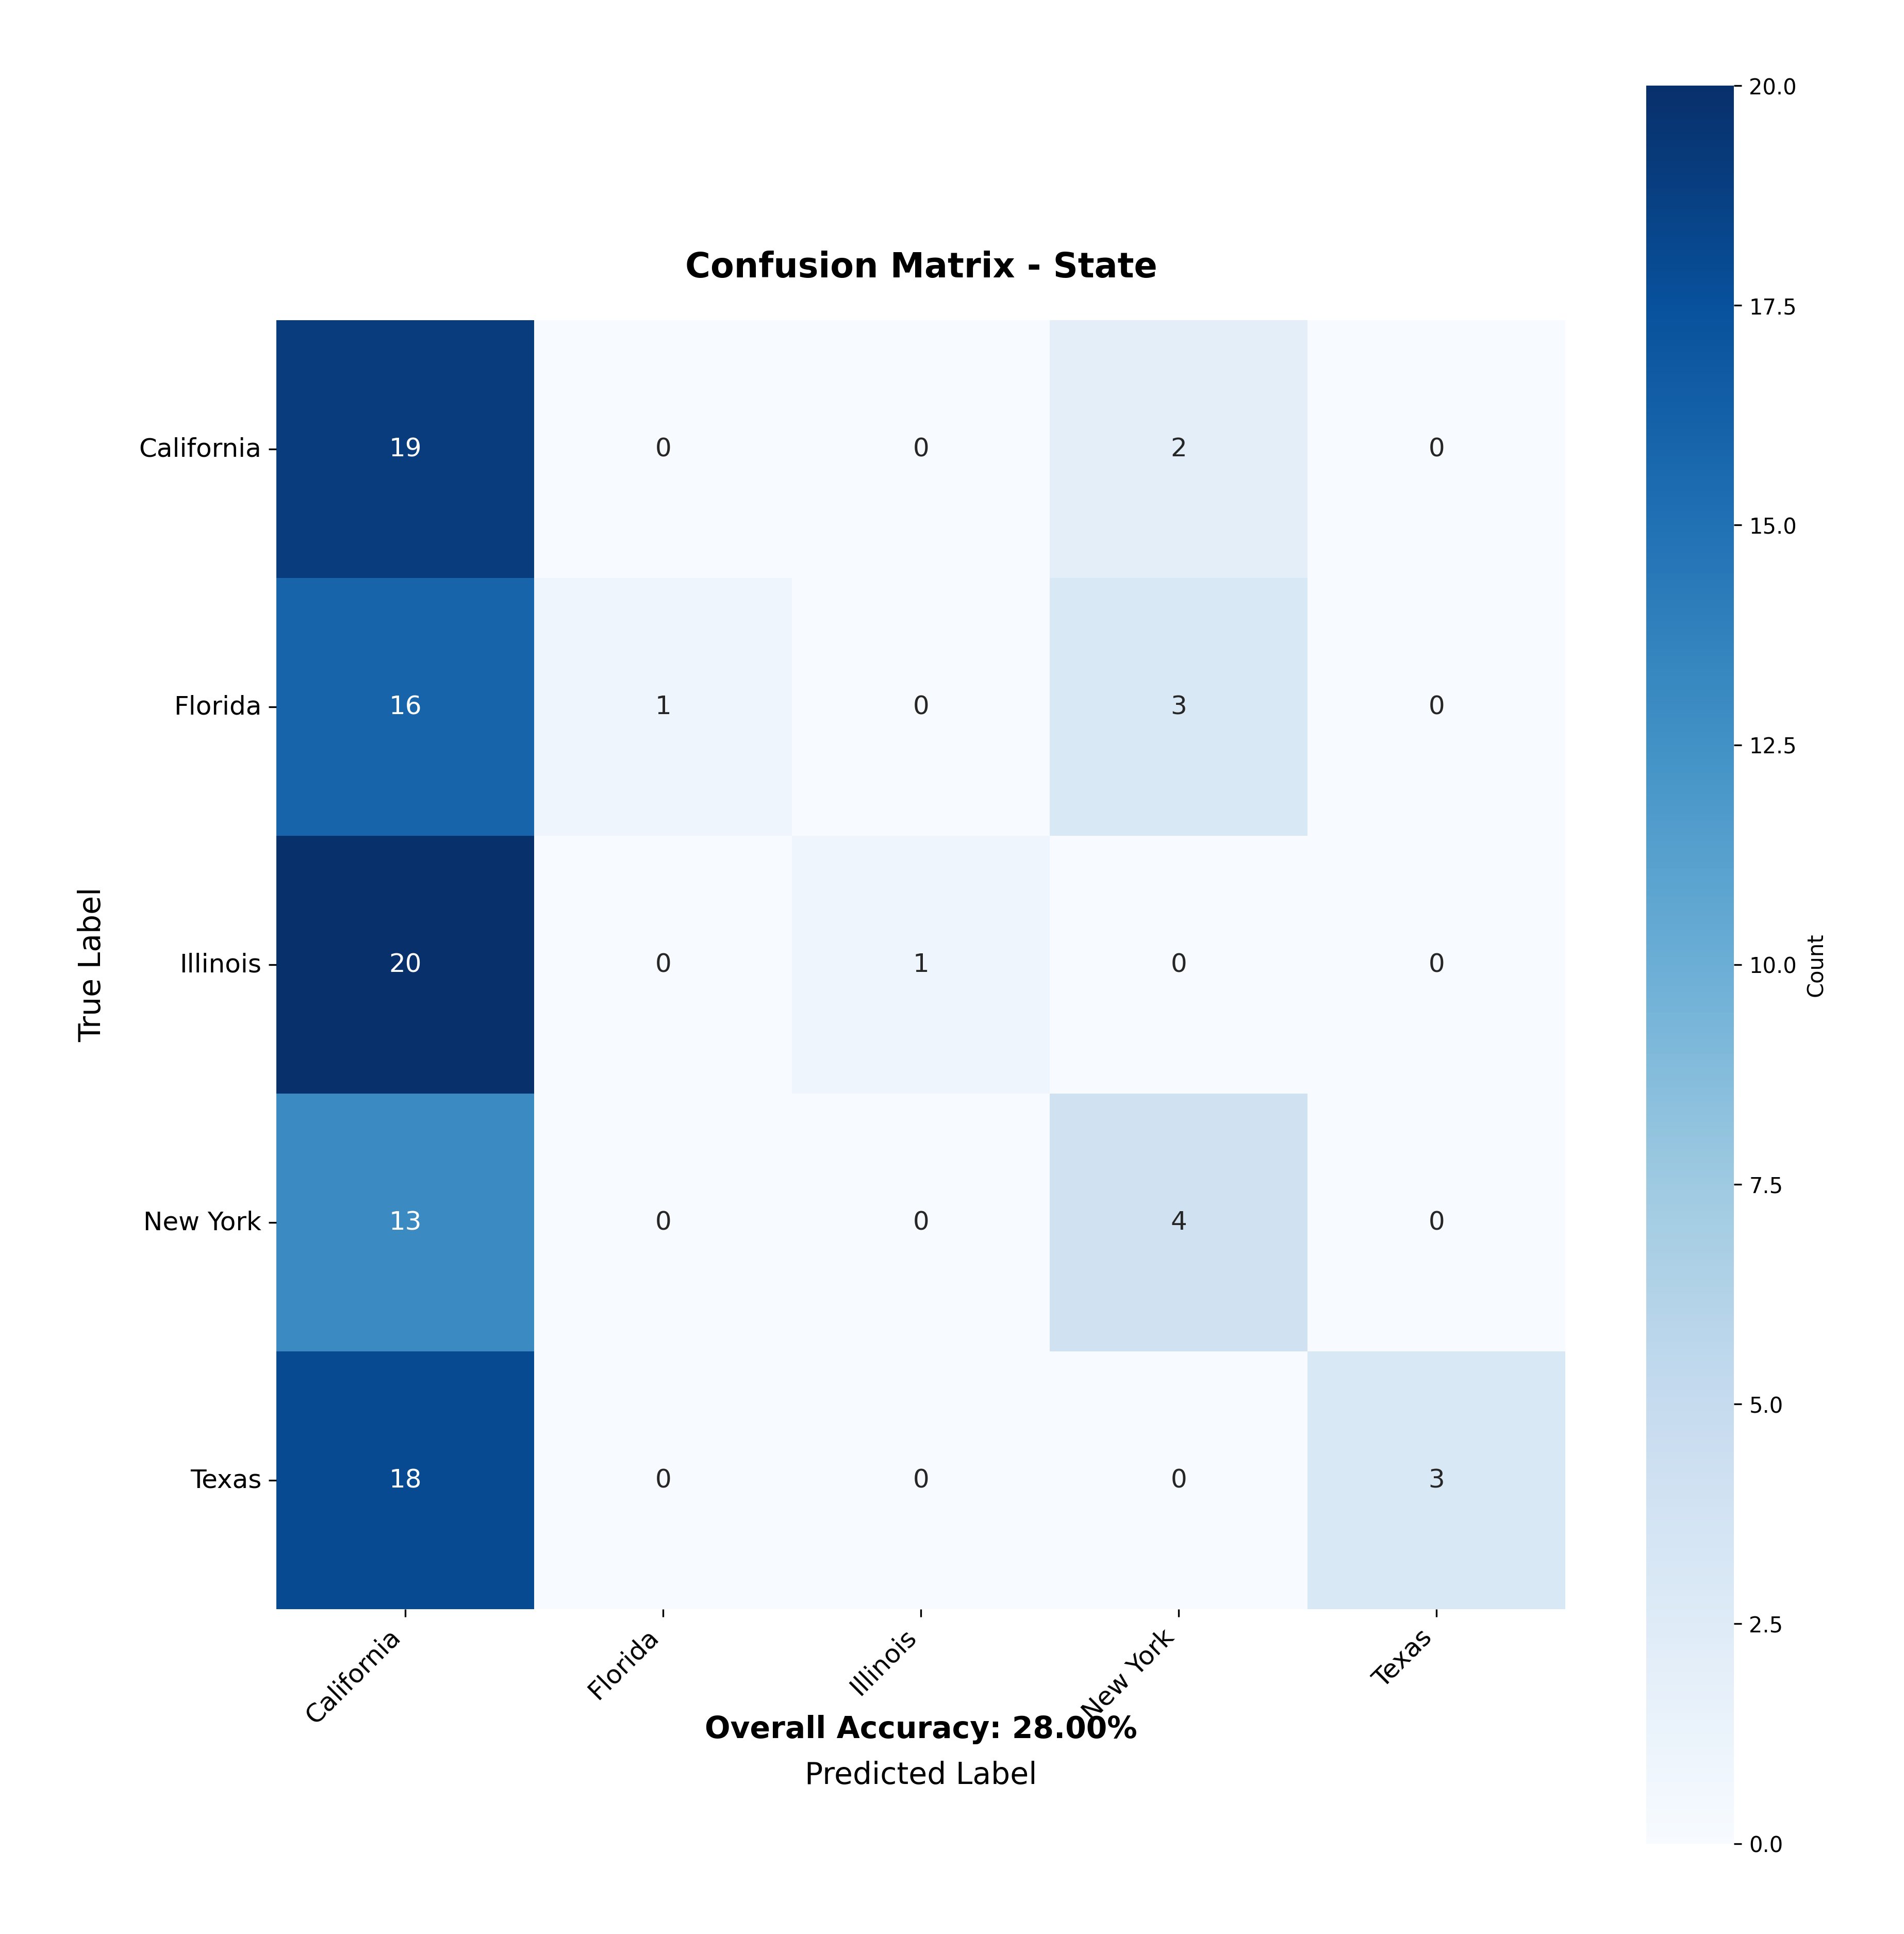 Confusion Matrix - State
True Label
California 19 0 0 2 0
Florida 16 1 0 3 0
Illinois 20 0 1 0 0
New York 13 0 0 4 0
Texas 18 0 0 0 3
California Florida Illinois New York Texas
Overall Accuracy: 28.00%
Predicted Label
20.0
17.5
15.0
12.5
10.0
7.5
5.0
2.5
0.0
Count